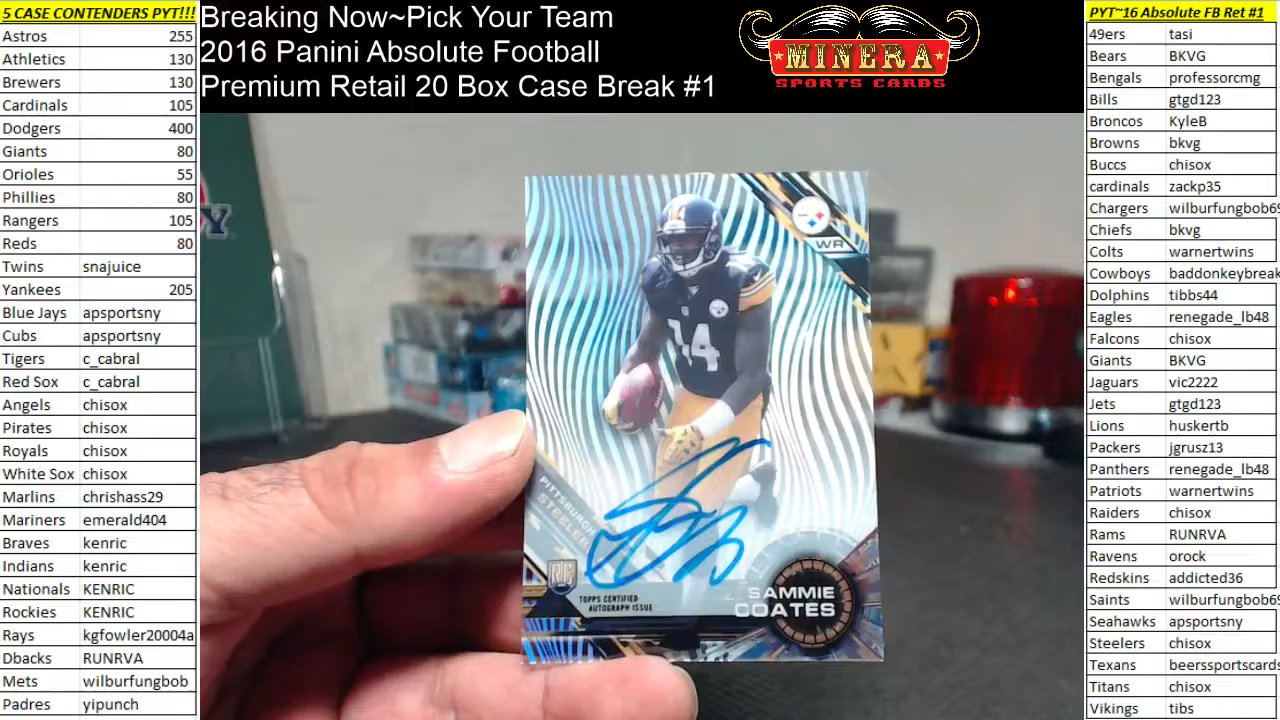 5 CASE CONTENDERS PYT!!!
Astros 255
Athletics 130
Brewers 130
Cardinals 105
Dodgers 400
Giants 80
Orioles 55
Phillies 80
Rangers 105
Reds 80
Twins snajuice
Yankees 205
Blue Jays apsportsny
Cubs apsportsny
Tigers c_cabral
Red Sox c_cabral
Angels chisox
Pirates chisox
Royals chisox
White Sox chisox
Marlins chrishass29
Mariners emerald404
Braves kenric
Indians kenric
Nationals KENRIC
Rockies KENRIC
Rays kgfowler20004a
Dbacks RUNRVA
Mets wilburfungbob
Padres yipunch
Breaking Now~Pick Your Team
2016 Panini Absolute Football
Premium Retail 20 Box Case Break #1
MINERA
SPORTS CARDS
WR
14
PITTSBURGH
STEELERS
RC
TOPPS CERTIFIED
AUTOGRAPH ISSUE
SAMMIE
COATES
PYT~16 Absolute FB Ret #1
49ers tasi
Bears BKVG
Bengals professorcmg
Bills gtgd123
Broncos KyleB
Browns bkvg
Buccs chisox
cardinals zackp35
Chargers wilburfungbob69
Chiefs bkvg
Colts warnertwins
Cowboys baddonkeybreak
Dolphins tibbs44
Eagles renegade_lb48
Falcons chisox
Giants BKVG
Jaguars vic2222
Jets gtgd123
Lions huskertb
Packers jgrusz13
Panthers renegade_lb48
Patriots warnertwins
Raiders chisox
Rams RUNRVA
Ravens orock
Redskins addicted36
Saints wilburfungbob69
Seahawks apsportsny
Steelers chisox
Texans beerssportscards
Titans chisox
Vikings tibs